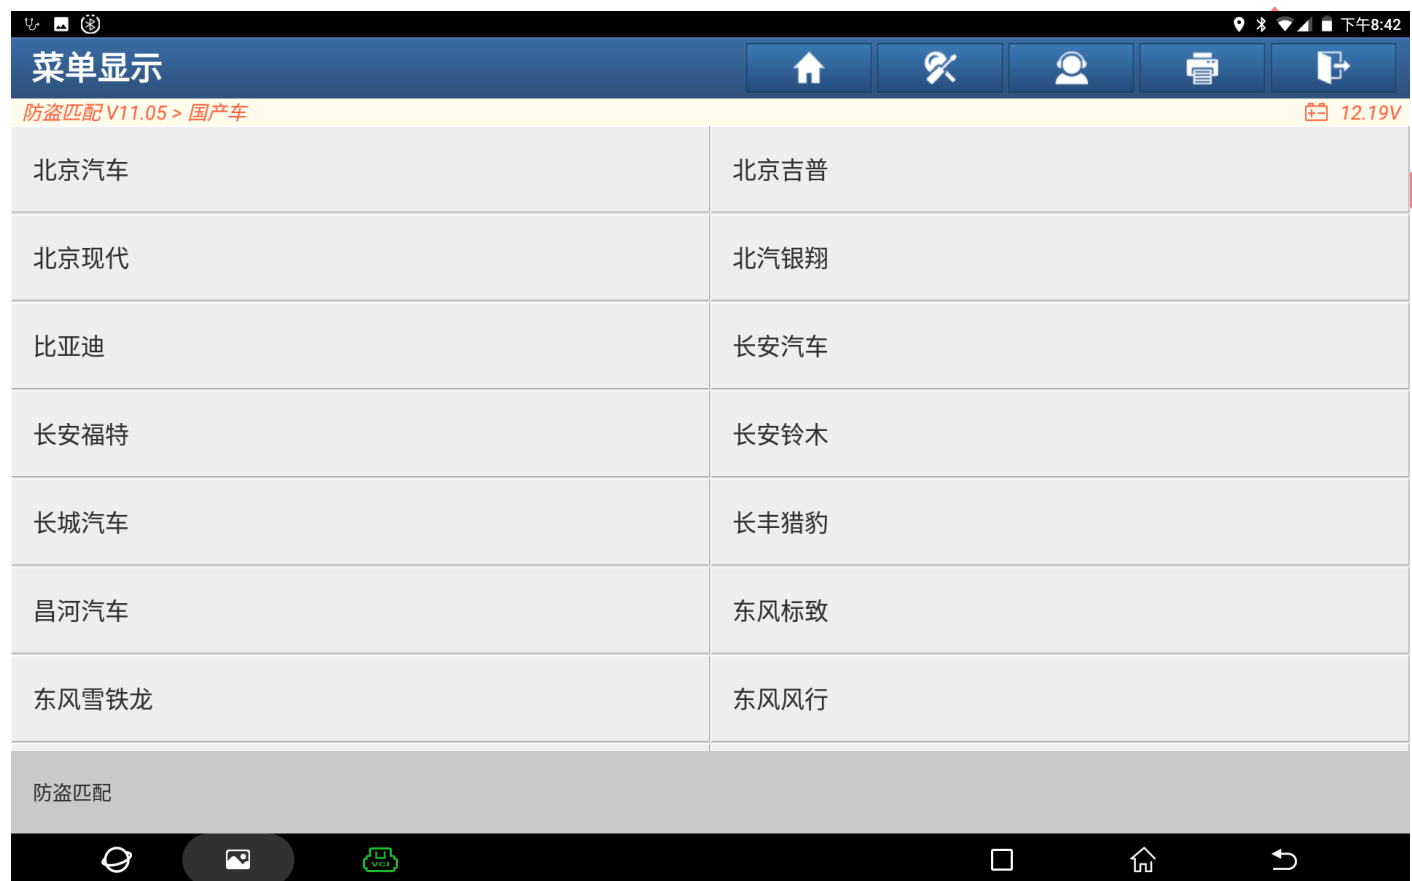 下午8:42
菜单显示
防盗匹配 V11.05 > 国产车
12.19V
北京汽车
北京吉普
北京现代
北汽银翔
比亚迪
长安汽车
长安福特
长安铃木
长城汽车
长丰猎豹
昌河汽车
东风标致
东风雪铁龙
东风风行
防盗匹配
VCI